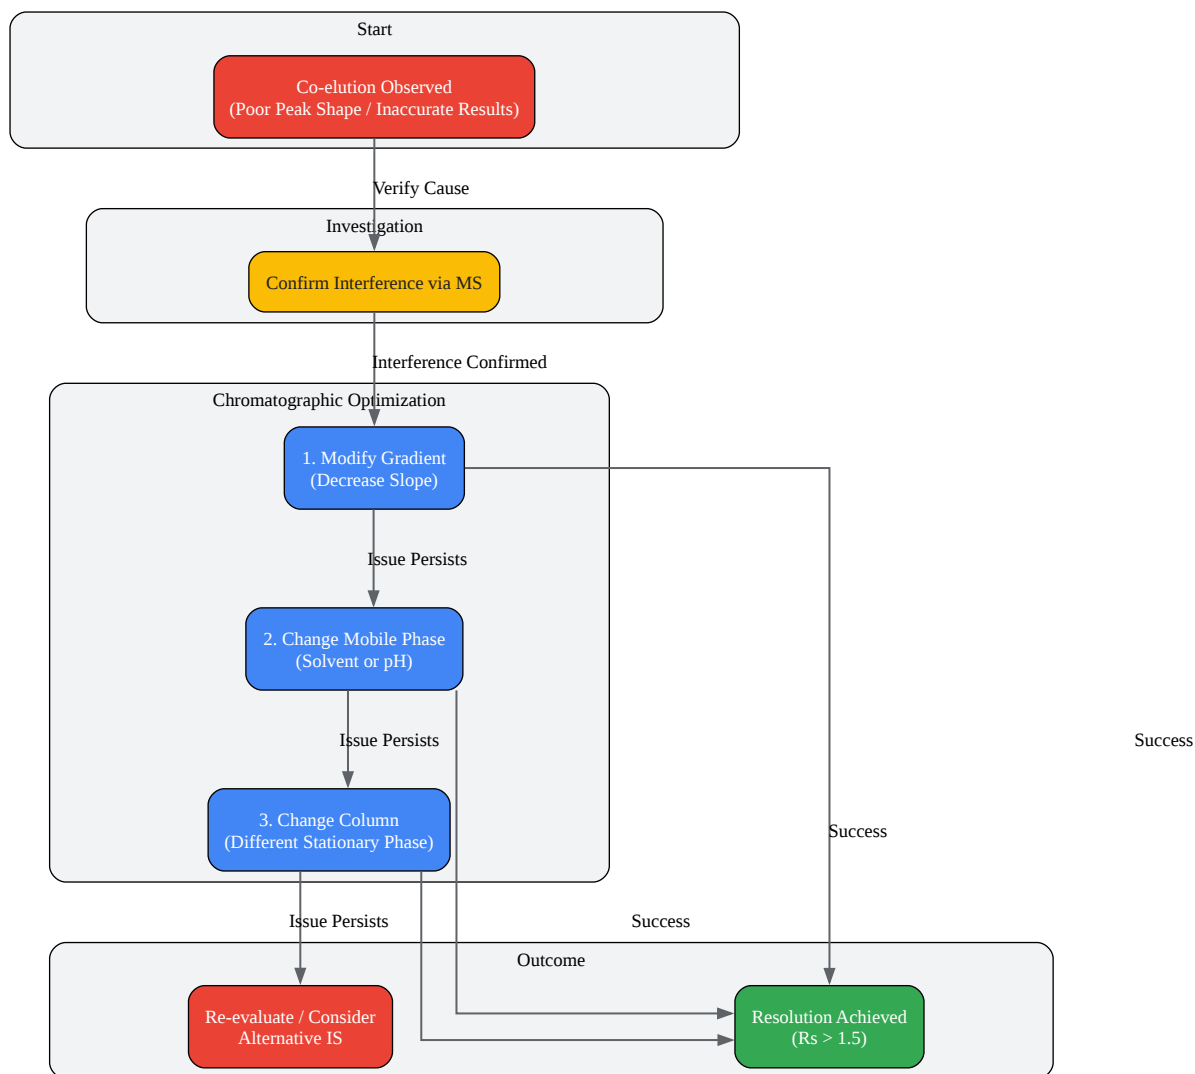 Start
Co-elution Observed
(Poor Peak Shape / Inaccurate Results)
Verify Cause
Investigation
Confirm Interference via MS
Interference Confirmed
Chromatographic Optimization
1. Modify Gradient
(Decrease Slope)
Issue Persists
2. Change Mobile Phase
(Solvent or pH)
Issue Persists
Success
3. Change Column
(Different Stationary Phase)
Success
Issue Persists
Success
Outcome
Re-evaluate / Consider
Alternative IS
Resolution Achieved
(Rs > 1.5)